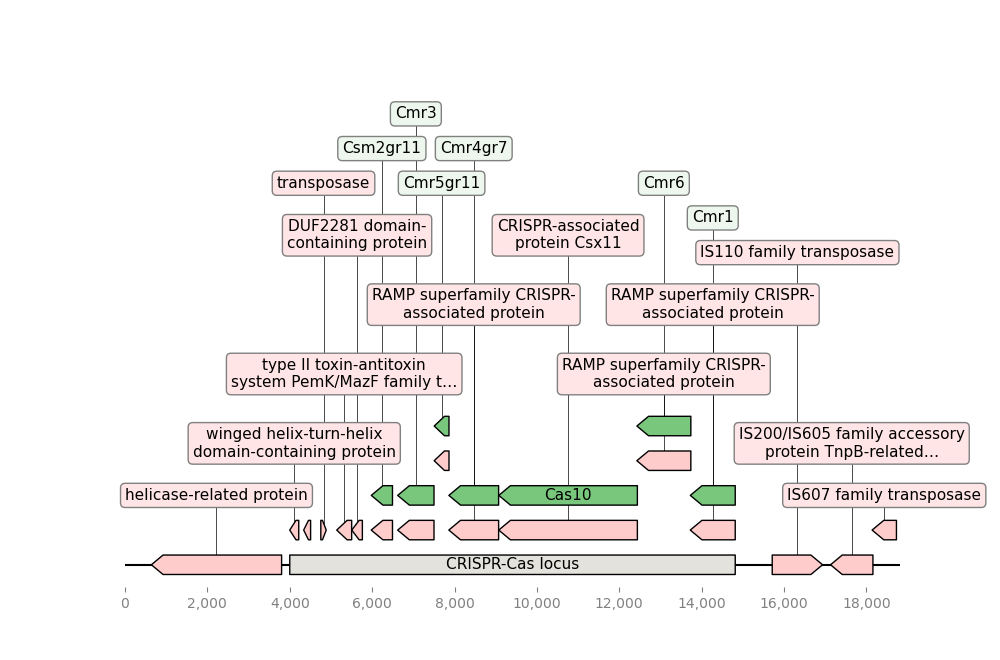 Cmr3
Csm2gr11
Cmr4gr7
transposase
Cmr5gr11
Cmr6
Cmr1
DUF2281 domain-
containing protein
CRISPR-associated
protein Csx11
IS110 family transposase
RAMP superfamily CRISPR-
associated protein
RAMP superfamily CRISPR-
associated protein
type II toxin-antitoxin
system PemK/MazF family t...
RAMP superfamily CRISPR-
associated protein
winged helix-turn-helix
domain-containing protein
IS200/IS605 family accessory
protein TnpB-related...
helicase-related protein
Cas10
IS607 family transposase
CRISPR-Cas locus
0
2,000
4,000
6,000
8,000
10,000
12,000
14,000
16,000
18,000